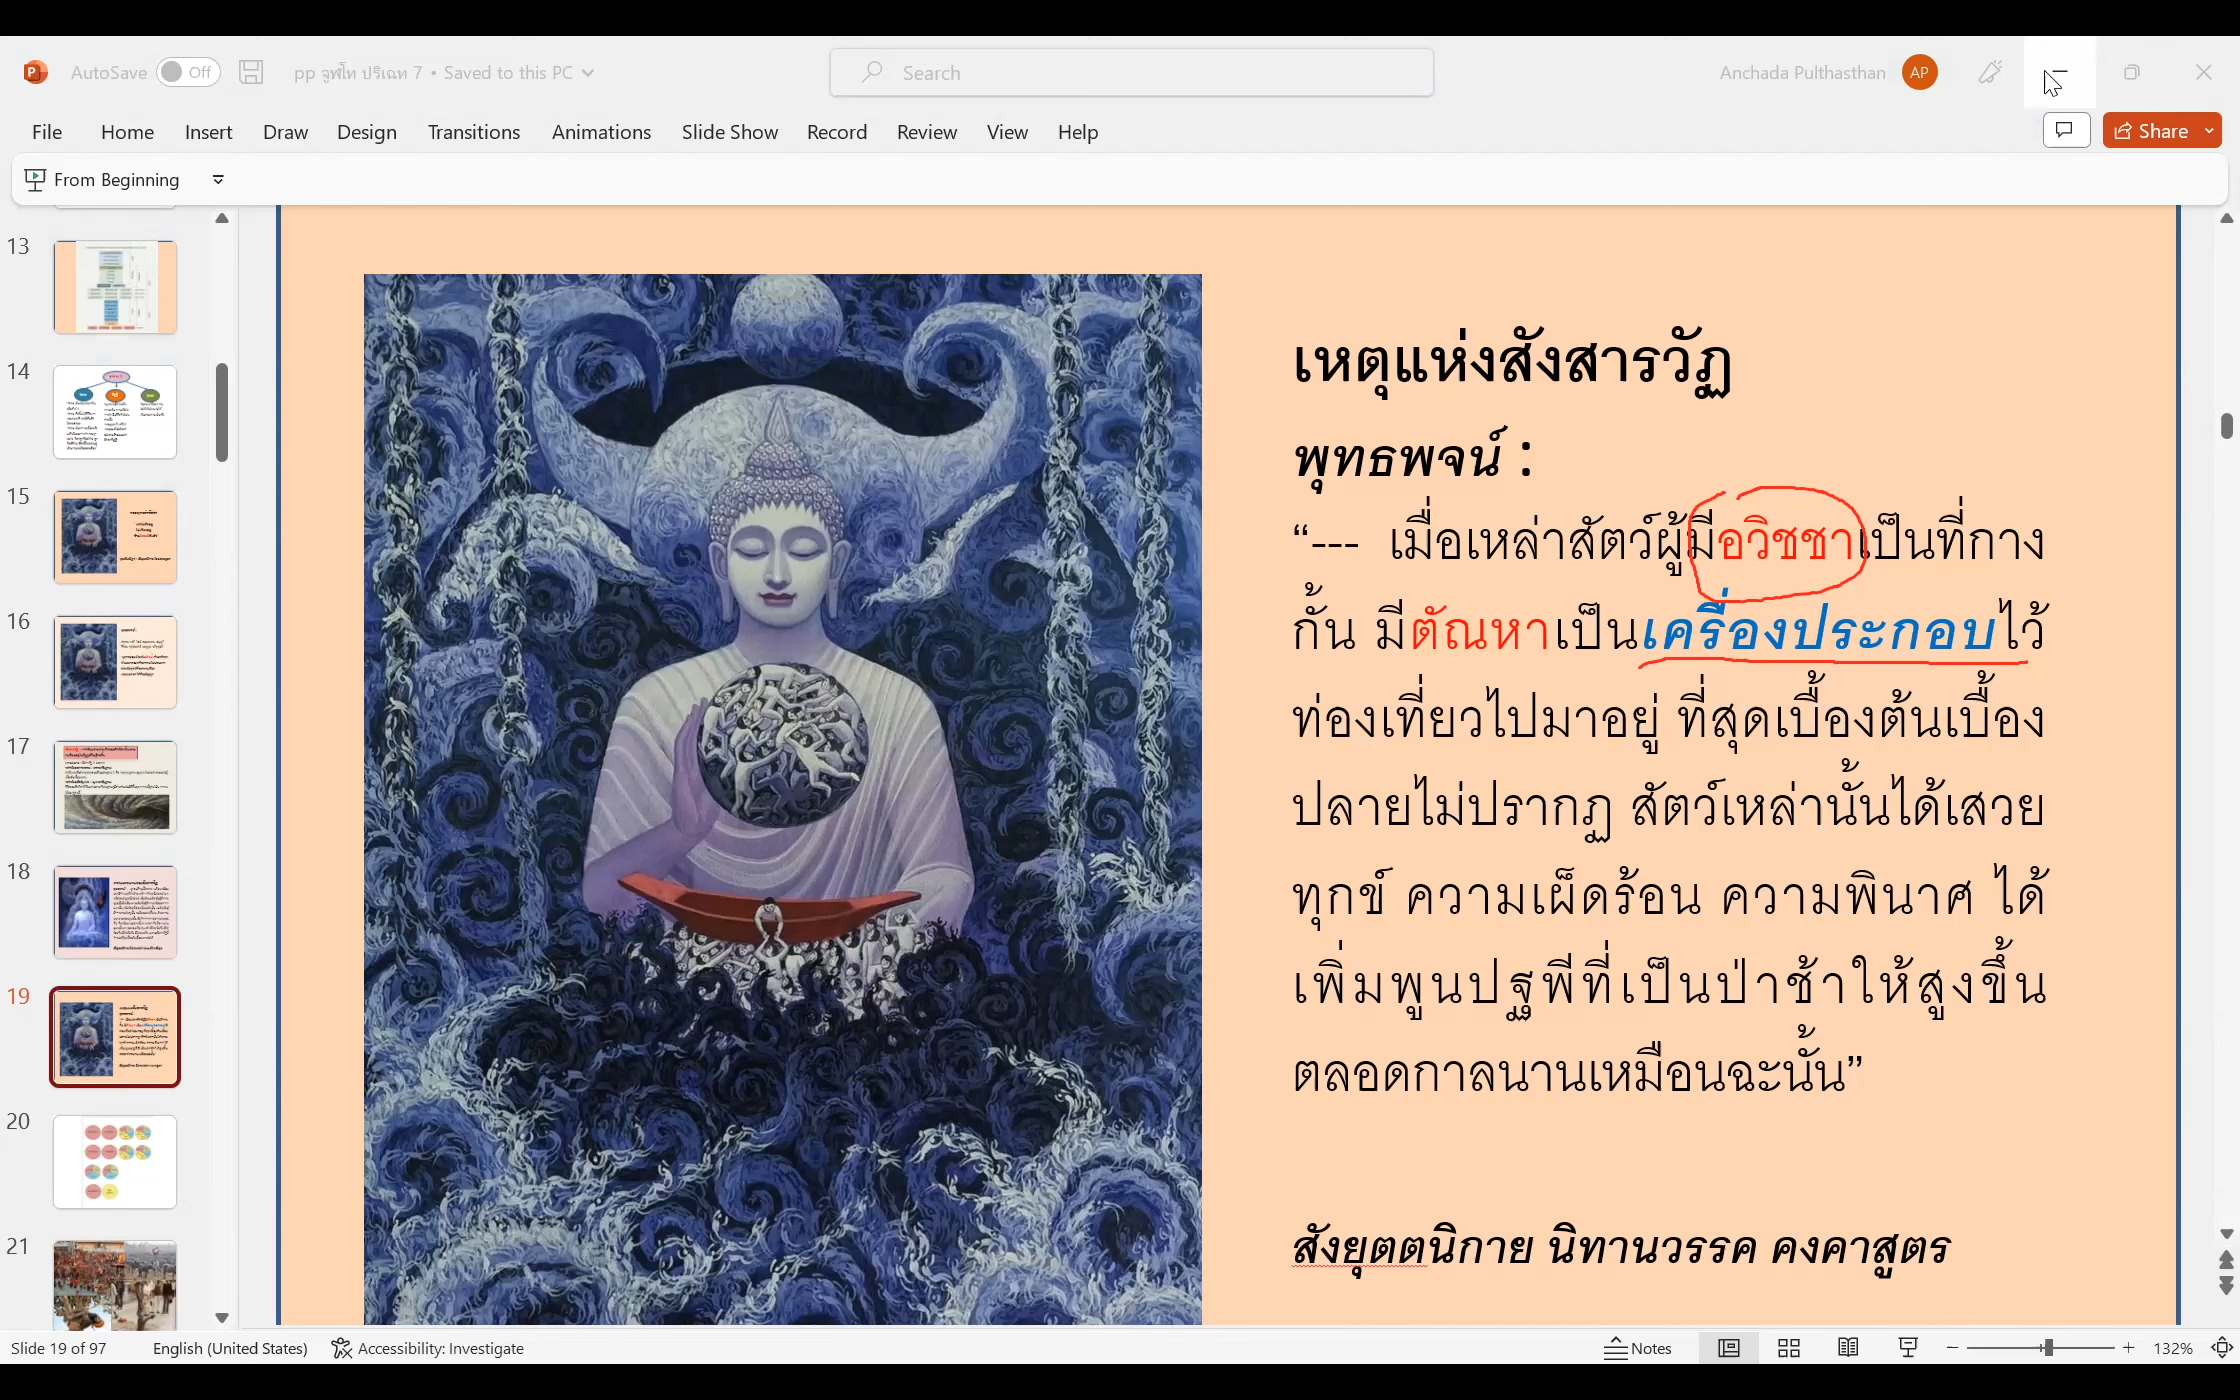 AutoSave Off pp จูฬโท ปริเฉท 7 • Saved to this PC Search Anchada Pulthasthan AP
File Home Insert Draw Design Transitions Animations Slide Show Record Review View Help Share
From Beginning
13
14
15
16
17
18
19
20
21
เหตุแห่งสังสารวัฏ
พุทธพจน์ :
“--- เมื่อเหล่าสัตว์ผู้มีอวิชชาเป็นที่กาง
กั้น มีตัณหาเป็นเครื่องประกอบไว้
ท่องเที่ยวไปมาอยู่ ที่สุดเบื้องต้นเบื้อง
ปลายไม่ปรากฏ สัตว์เหล่านั้นได้เสวย
ทุกข์ ความเผ็ดร้อน ความพินาศ ได้
เพิ่มพูนปฐพีที่เป็นป่าช้าให้สูงขึ้น
ตลอดกาลนานเหมือนฉะนั้น”
สังยุตตนิกาย นิทานวรรค คงคาสูตร
Slide 19 of 97 English (United States) Accessibility: Investigate Notes 132%